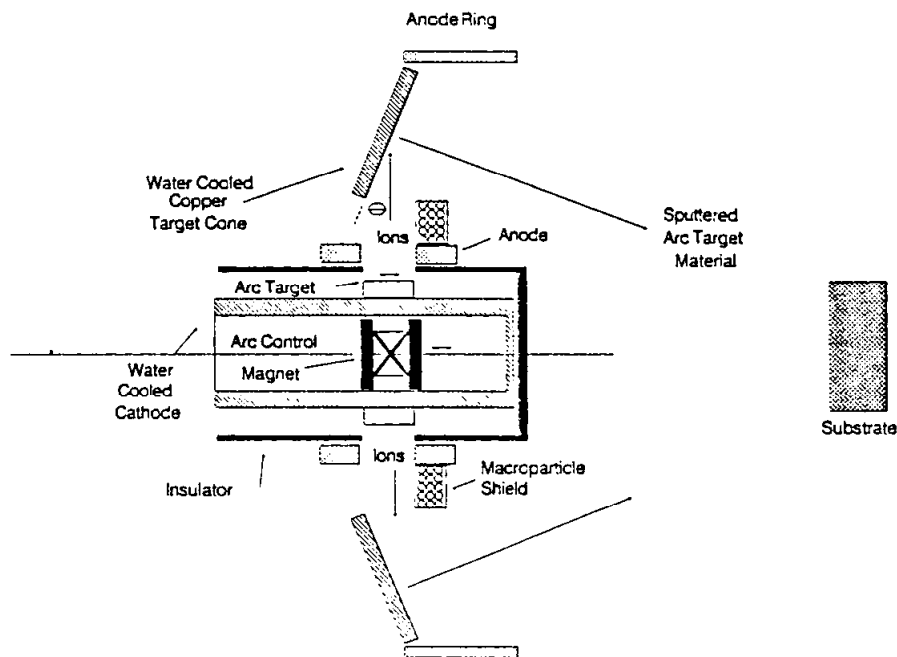 Anode Ring
Water Cooled
Copper
Target Cone
Θ
Ions
Anode
Sputtered
Arc Target
Material
Arc Target
Arc Control
Magnet
Water
Cooled
Cathode
Substrate
Ions
Macroparticle
Shield
Insulator